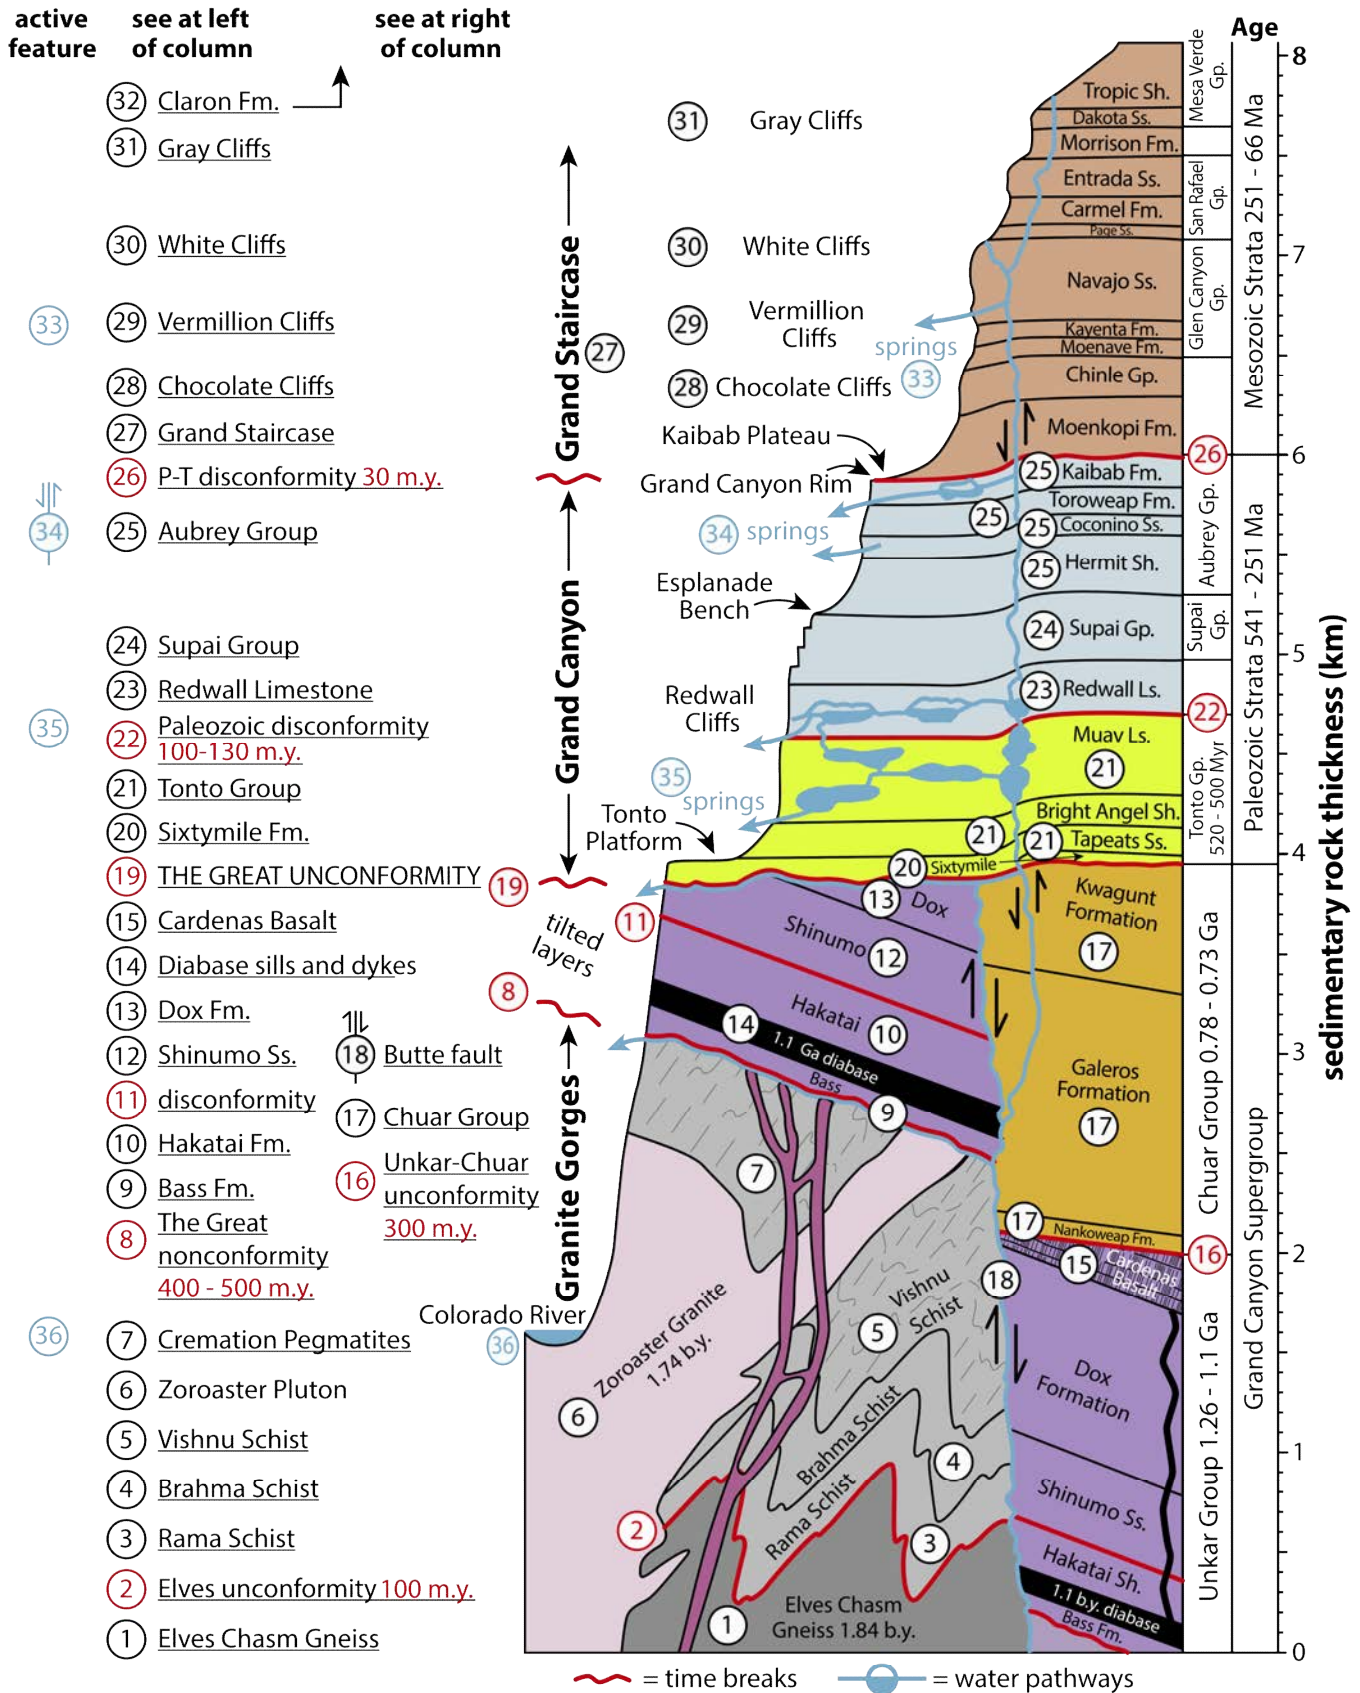 active
feature
see at left
of column
see at right
of column
32 Claron Fm.
31 Gray Cliffs
30 White Cliffs
33
29 Vermillion Cliffs
28 Chocolate Cliffs
27 Grand Staircase
26 P-T disconformity 30 m.y.
34
25 Aubrey Group
24 Supai Group
23 Redwall Limestone
35
22 Paleozoic disconformity
100-130 m.y.
21 Tonto Group
20 Sixtymile Fm.
19 THE GREAT UNCONFORMITY
15 Cardenas Basalt
14 Diabase sills and dykes
13 Dox Fm.
12 Shinumo Ss.
11 disconformity
10 Hakatai Fm.
9 Bass Fm.
8 The Great
nonconformity
400 - 500 m.y.
18 Butte fault
17 Chuar Group
16 Unkar-Chuar
unconformity
300 m.y.
36
7 Cremation Pegmatites
6 Zoroaster Pluton
5 Vishnu Schist
4 Brahma Schist
3 Rama Schist
2 Elves unconformity 100 m.y.
1 Elves Chasm Gneiss
Grand Staircase
27
Grand Canyon
19
tilted
layers
8
Granite Gorges
31 Gray Cliffs
30 White Cliffs
29 Vermillion
Cliffs
springs
33
28 Chocolate Cliffs
Kaibab Plateau
Grand Canyon Rim
34 springs
Esplanade
Bench
Redwall
Cliffs
35
springs
Tonto
Platform
11
Colorado River
36
Tropic Sh.
Dakota Ss.
Morrison Fm.
Entrada Ss.
Carmel Fm.
Page Ss.
Navajo Ss.
Kayenta Fm.
Moenave Fm.
Chinle Gp.
Moenkopi Fm.
25 Kaibab Fm.
Toroweap Fm.
25
25 Coconino Ss.
25 Hermit Sh.
24 Supai Gp.
23 Redwall Ls.
Muav Ls.
21
Bright Angel Sh.
21
21 Tapeats Ss.
20 Sixtymile
13 Dox
Shinumo 12
Hakatai 10
14
1.1 Ga diabase
Bass
9
Kwagunt
Formation
17
Galeros
Formation
17
17
Nankoweap Fm.
15 Cardenas
Basalt
18
Dox
Formation
Shinumo Ss.
Hakatai Sh.
1.1 b.y. diabase
Bass Fm.
7
Zoroaster Granite
1.74 b.y.
6
Vishnu
Schist
5
Brahma Schist
4
Rama Schist
3
2
Elves Chasm
Gneiss 1.84 b.y.
1
Mesa Verde
Gp.
San Rafael
Gp.
Glen Canyon
Gp.
26
Aubrey Gp.
Supai
Gp.
22
Tonto Gp.
520 - 500 Myr
Chuar Group 0.78 - 0.73 Ga
16
Unkar Group 1.26 - 1.1 Ga
Age
Mesozoic Strata 251 - 66 Ma
Paleozoic Strata 541 - 251 Ma
Grand Canyon Supergroup
8
7
6
5
4
3
2
1
0
sedimentary rock thickness (km)
= time breaks
= water pathways